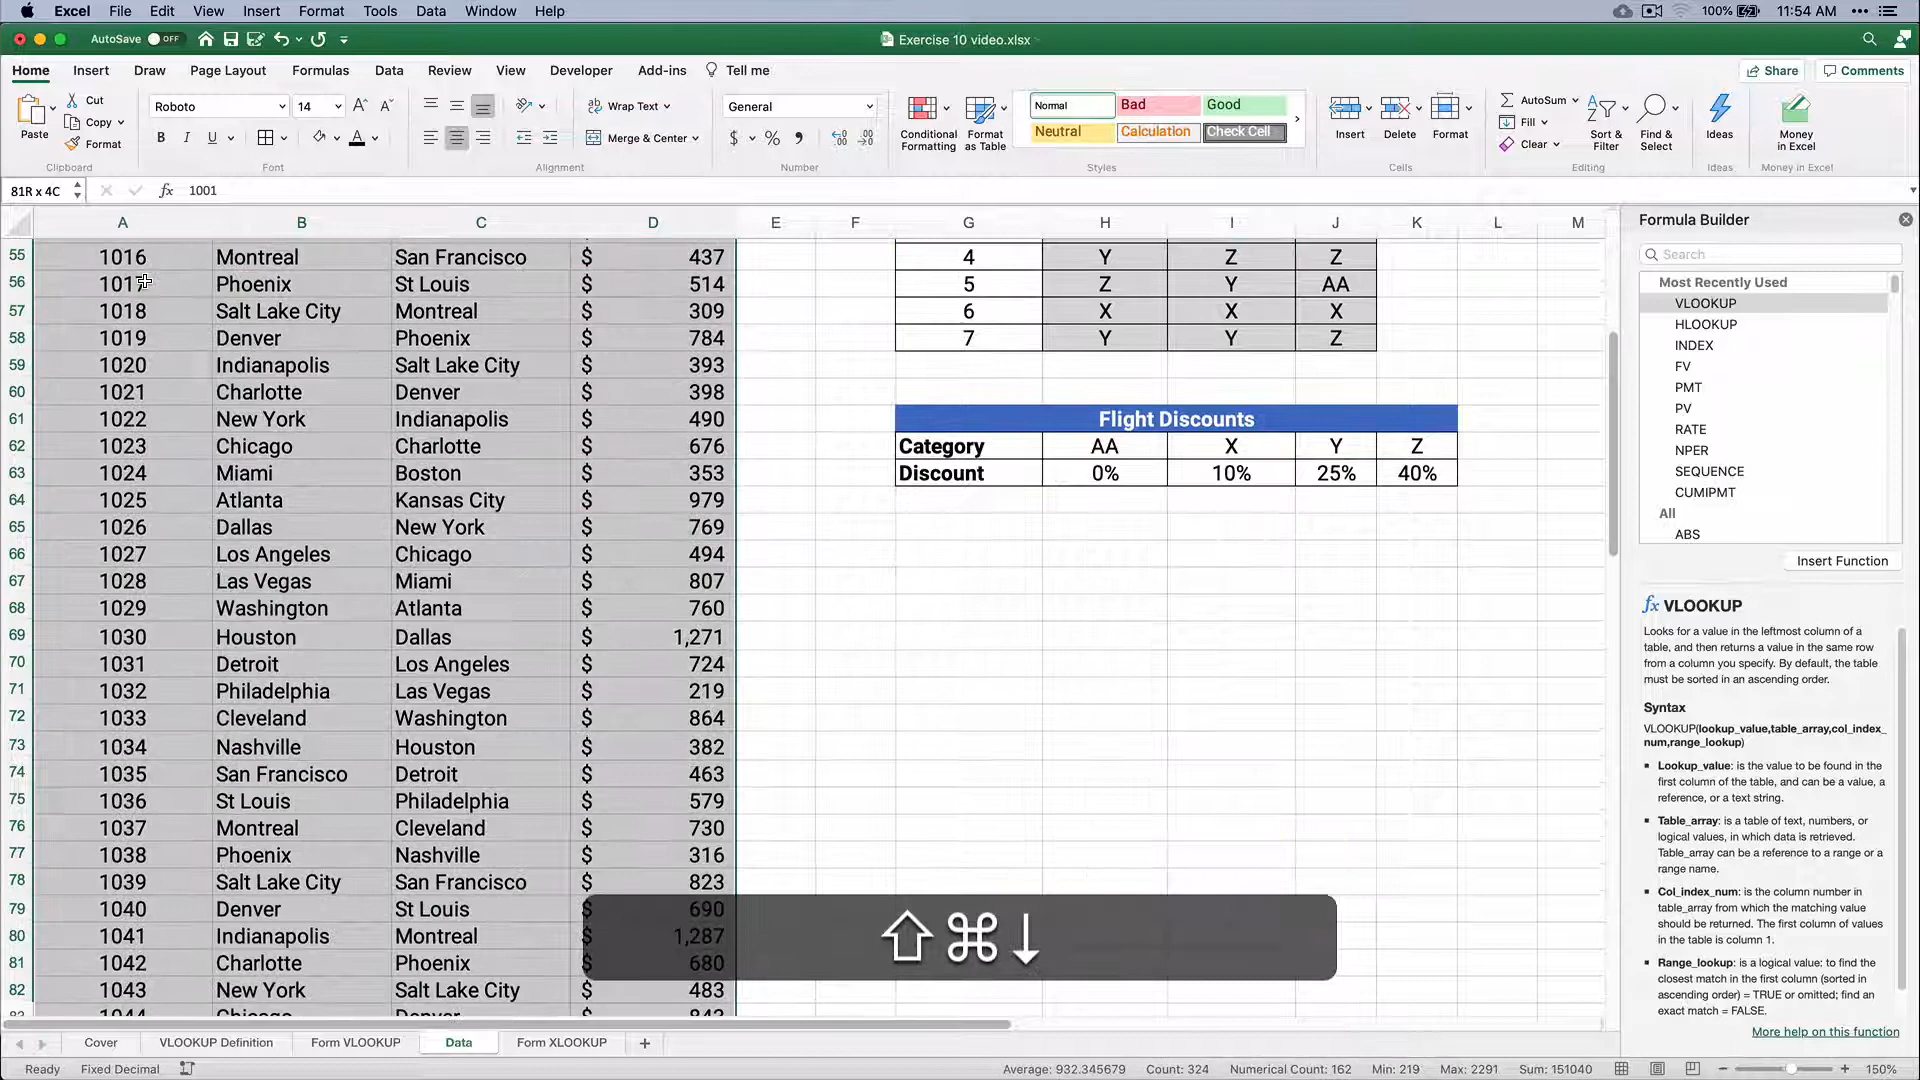 Excel File Edit View Insert Format Tools Data Window Help 100% 11:54 AM
AutoSave OFF Exercise 10 video.xlsx
Home Insert Draw Page Layout Formulas Data Review View Developer Add-ins Tell me Share Comments
Paste Cut Copy Format
Roboto 14
B I U A
Wrap Text
Merge & Center
General
$ % 9
Conditional Formatting Format as Table
Normal Bad Good
Neutral Calculation Check Cell
Insert Delete Format
AutoSum Fill Clear
Sort & Filter Find & Select
Ideas
Money in Excel
Clipboard Font Alignment Number Styles Cells Editing Ideas Money in Excel
81R x 4C fx 1001
A B C D E F G H I J K L M
55 1016 Montreal San Francisco $ 437 4 Y Z Z
56 1017 Phoenix St Louis $ 514 5 Z Y AA
57 1018 Salt Lake City Montreal $ 309 6 X X X
58 1019 Denver Phoenix $ 784 7 Y Y Z
59 1020 Indianapolis Salt Lake City $ 393
60 1021 Charlotte Denver $ 398
61 1022 New York Indianapolis $ 490 Flight Discounts
62 1023 Chicago Charlotte $ 676 Category AA X Y Z
63 1024 Miami Boston $ 353 Discount 0% 10% 25% 40%
64 1025 Atlanta Kansas City $ 979
65 1026 Dallas New York $ 769
66 1027 Los Angeles Chicago $ 494
67 1028 Las Vegas Miami $ 807
68 1029 Washington Atlanta $ 760
69 1030 Houston Dallas $ 1,271
70 1031 Detroit Los Angeles $ 724
71 1032 Philadelphia Las Vegas $ 219
72 1033 Cleveland Washington $ 864
73 1034 Nashville Houston $ 382
74 1035 San Francisco Detroit $ 463
75 1036 St Louis Philadelphia $ 579
76 1037 Montreal Cleveland $ 730
77 1038 Phoenix Nashville $ 316
78 1039 Salt Lake City San Francisco $ 823
79 1040 Denver St Louis $ 690
80 1041 Indianapolis Montreal $ 1,287
81 1042 Charlotte Phoenix $ 680
82 1043 New York Salt Lake City $ 483
83 1044 Chicago Denver $ 843
⇧⌘↓
Formula Builder
Search
Most Recently Used
VLOOKUP
HLOOKUP
INDEX
FV
PMT
PV
RATE
NPER
SEQUENCE
CUMIPMT
All
ABS
Insert Function
fx VLOOKUP
Looks for a value in the leftmost column of a
table, and then returns a value in the same row
from a column you specify. By default, the table
must be sorted in an ascending order.
Syntax
VLOOKUP(lookup_value,table_array,col_index_
num,range_lookup)
Lookup_value: is the value to be found in the
first column of the table, and can be a value, a
reference, or a text string.
Table_array: is a table of text, numbers, or
logical values, in which data is retrieved.
Table_array can be a reference to a range or a
range name.
Col_index_num: is the column number in
table_array from which the matching value
should be returned. The first column of values
in the table is column 1.
Range_lookup: is a logical value: to find the
closest match in the first column (sorted in
ascending order) = TRUE or omitted; find an
exact match = FALSE.
More help on this function
Cover VLOOKUP Definition Form VLOOKUP Data Form XLOOKUP +
Ready Fixed Decimal Average: 932.345679 Count: 324 Numerical Count: 162 Min: 219 Max: 2291 Sum: 151040 150%